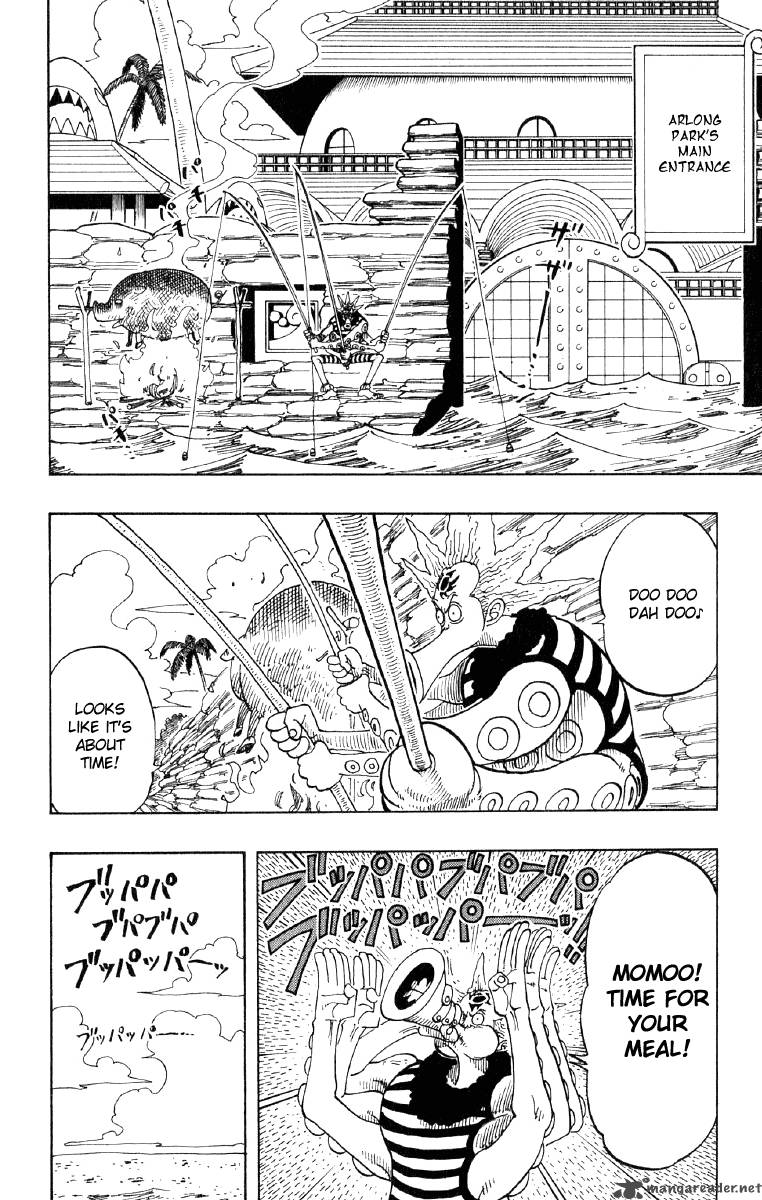 ARLONG
PARK'S
MAIN
ENTRANCE
パチ
パチ
パチ
ザザ
DOO DOO
DAH DOO♪
LOOKS
LIKE IT'S
ABOUT
TIME!
MOMOO!
TIME FOR
YOUR
MEAL!
ブッパパパブパブパ
ブッパッパーーッ
ブッパパパ
ブパブパ
ブッパッパーッ
ブッパッパー…
mangareader.net